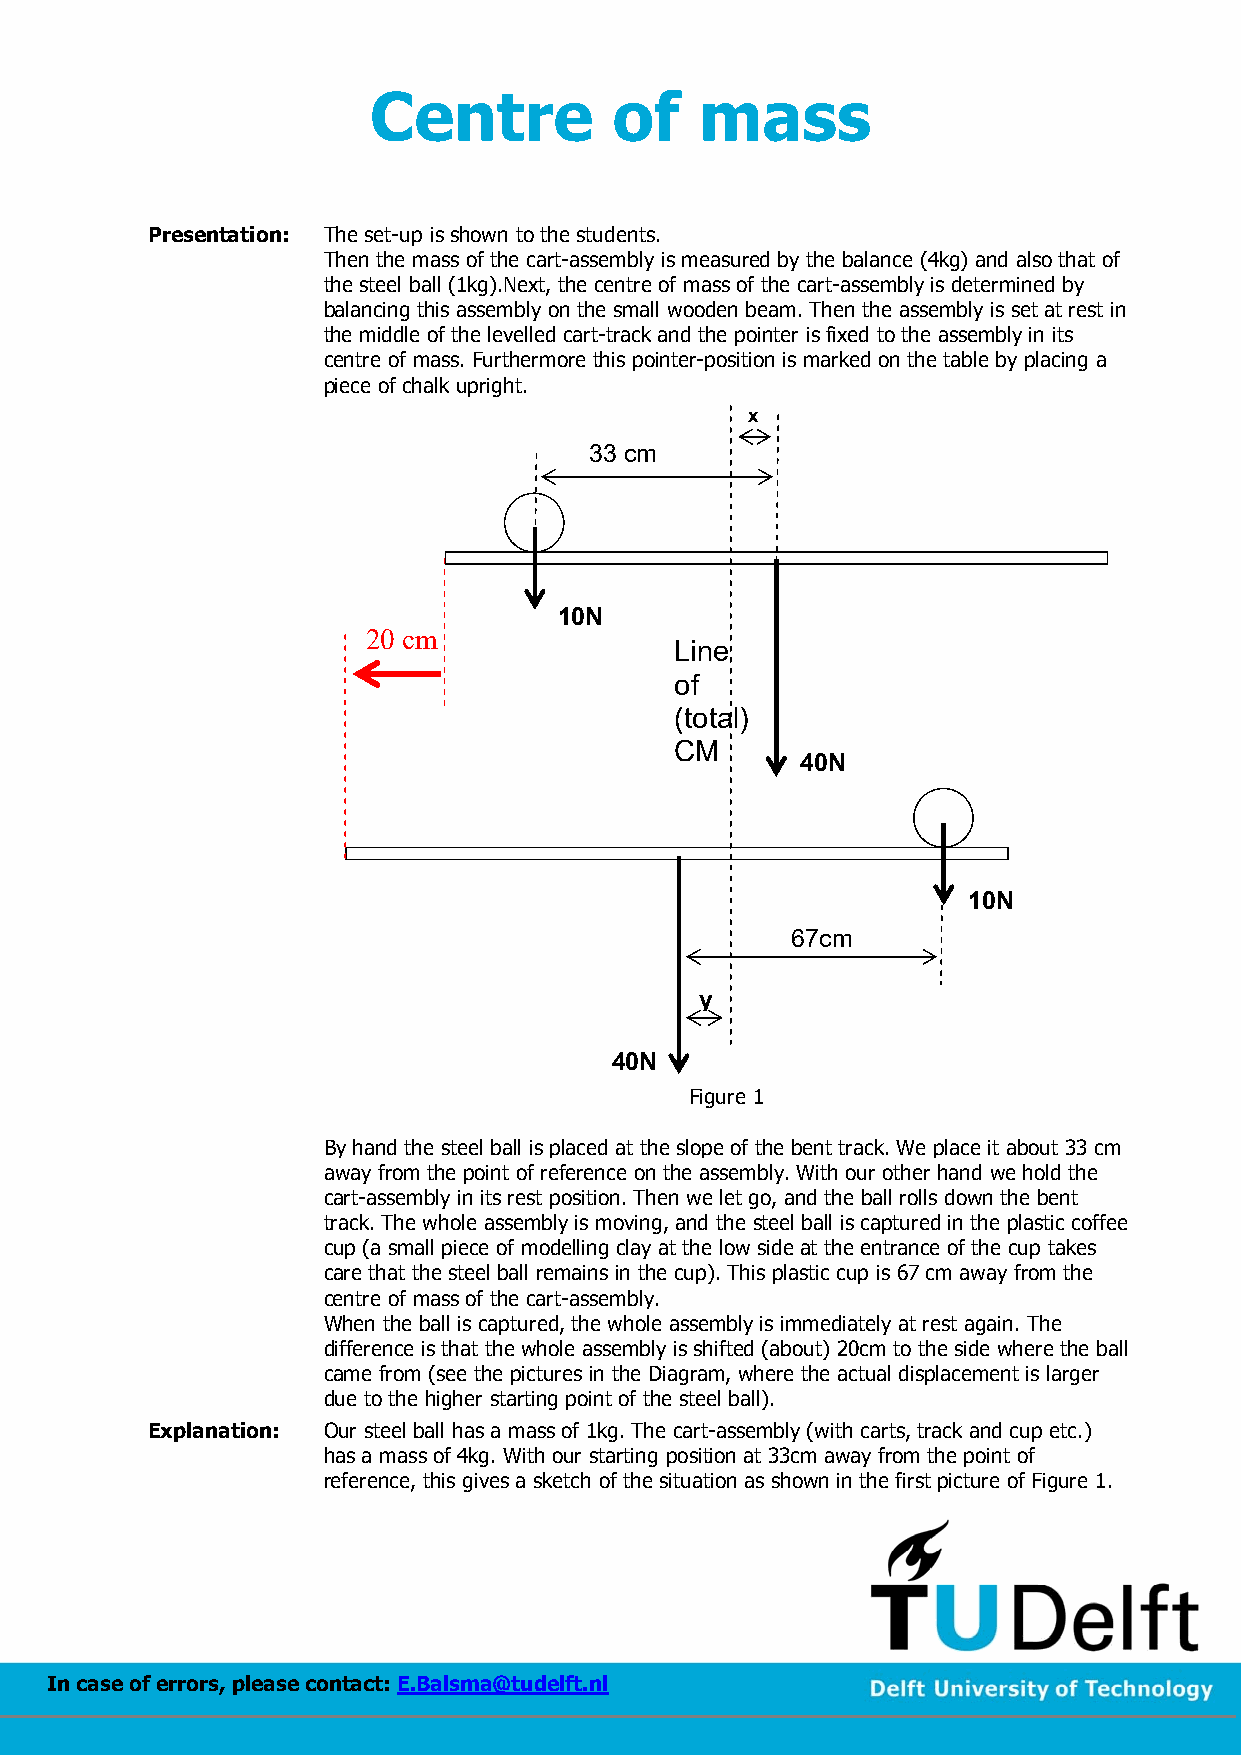 Centre of mass
Presentation: The set-up is shown to the students.
Then the mass of the cart-assembly is measured by the balance (4kg) and also that of
the steel ball (1kg).Next, the centre of mass of the cart-assembly is determined by
balancing this assembly on the small wooden beam. Then the assembly is set at rest in
the middle of the levelled cart-track and the pointer is fixed to the assembly in its
centre of mass. Furthermore this pointer-position is marked on the table by placing a
piece of chalk upright.
x
33 cm
10N
20 cm
Line
of
(total)
CM
40N
10N
67cm
y
40N
Figure 1
By hand the steel ball is placed at the slope of the bent track. We place it about 33 cm
away from the point of reference on the assembly. With our other hand we hold the
cart-assembly in its rest position. Then we let go, and the ball rolls down the bent
track. The whole assembly is moving, and the steel ball is captured in the plastic coffee
cup (a small piece of modelling clay at the low side at the entrance of the cup takes
care that the steel ball remains in the cup). This plastic cup is 67 cm away from the
centre of mass of the cart-assembly.
When the ball is captured, the whole assembly is immediately at rest again. The
difference is that the whole assembly is shifted (about) 20cm to the side where the ball
came from (see the pictures in the Diagram, where the actual displacement is larger
due to the higher starting point of the steel ball).
Explanation: Our steel ball has a mass of 1kg. The cart-assembly (with carts, track and cup etc.)
has a mass of 4kg. With our starting position at 33cm away from the point of
reference, this gives a sketch of the situation as shown in the first picture of Figure 1.
TUDelft
In case of errors, please contact: E.Balsma@tudelft.nl
Delft University of Technology